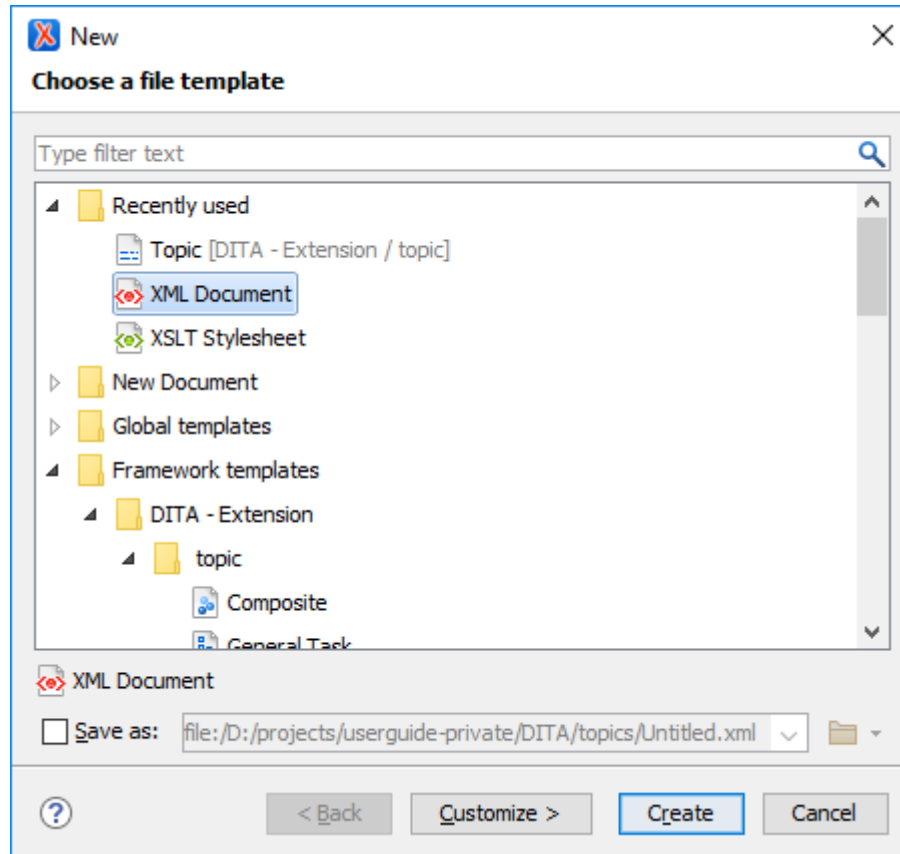 New
Choose a file template
Type filter text
Recently used
Topic [DITA - Extension / topic]
XML Document
XSLT Stylesheet
New Document
Global templates
Framework templates
DITA - Extension
topic
Composite
General Task
XML Document
Save as: file:/D:/projects/userguide-private/DITA/topics/Untitled.xml
? < Back Customize > Create Cancel